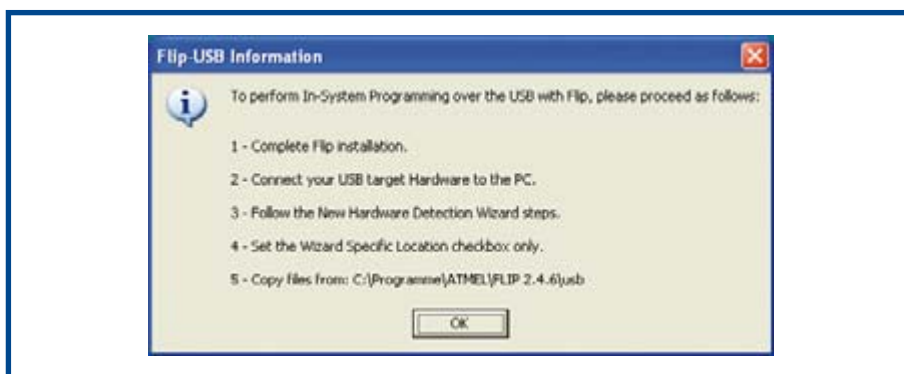 Flip-USB Information
To perform In-System Programming over the USB with Flip, please proceed as follows:
1 - Complete Flip installation.
2 - Connect your USB target Hardware to the PC.
3 - Follow the New Hardware Detection Wizard steps.
4 - Set the Wizard Specific Location checkbox only.
5 - Copy files from: C:\Programme\ATMEL\FLIP 2.4.6\usb
OK